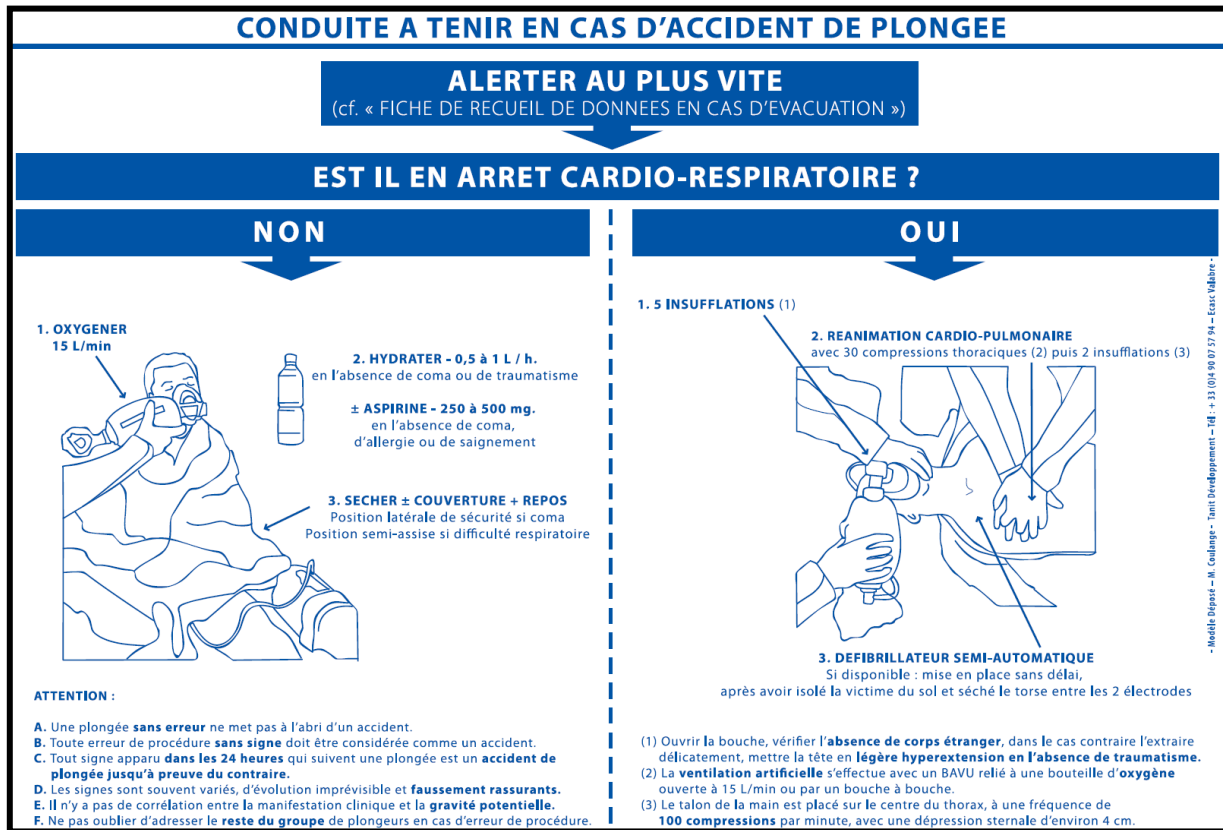 CONDUITE A TENIR EN CAS D'ACCIDENT DE PLONGEE
ALERTER AU PLUS VITE
(cf. « FICHE DE RECUEIL DE DONNEES EN CAS D'EVACUATION »)
EST IL EN ARRET CARDIO-RESPIRATOIRE ?
NON
1. OXYGENER
15 L/min
2. HYDRATER - 0,5 à 1 L / h.
en l'absence de coma ou de traumatisme
± ASPIRINE - 250 à 500 mg.
en l'absence de coma,
d'allergie ou de saignement
3. SECHER ± COUVERTURE + REPOS
Position latérale de sécurité si coma
Position semi-assise si difficulté respiratoire
ATTENTION :
A. Une plongée sans erreur ne met pas à l'abri d'un accident.
B. Toute erreur de procédure sans signe doit être considérée comme un accident.
C. Tout signe apparu dans les 24 heures qui suivent une plongée est un accident de
plongée jusqu'à preuve du contraire.
D. Les signes sont souvent variés, d'évolution imprévisible et faussement rassurants.
E. Il n'y a pas de corrélation entre la manifestation clinique et la gravité potentielle.
F. Ne pas oublier d'adresser le reste du groupe de plongeurs en cas d'erreur de procédure.
OUI
1. 5 INSUFFLATIONS (1)
2. REANIMATION CARDIO-PULMONAIRE
avec 30 compressions thoraciques (2) puis 2 insufflations (3)
3. DEFIBRILLATEUR SEMI-AUTOMATIQUE
Si disponible : mise en place sans délai,
après avoir isolé la victime du sol et séché le torse entre les 2 électrodes
(1) Ouvrir la bouche, vérifier l'absence de corps étranger, dans le cas contraire l'extraire
délicatement, mettre la tête en légère hyperextension en l'absence de traumatisme.
(2) La ventilation artificielle s'effectue avec un BAVU relié à une bouteille d'oxygène
ouverte à 15 L/min ou par un bouche à bouche.
(3) Le talon de la main est placé sur le centre du thorax, à une fréquence de
100 compressions par minute, avec une dépression sternale d'environ 4 cm.
- Modèle Déposé – M. Coulange - Tanit Développement – Tél : + 33 (0)4 90 07 57 94 – Ecasc Valabre -